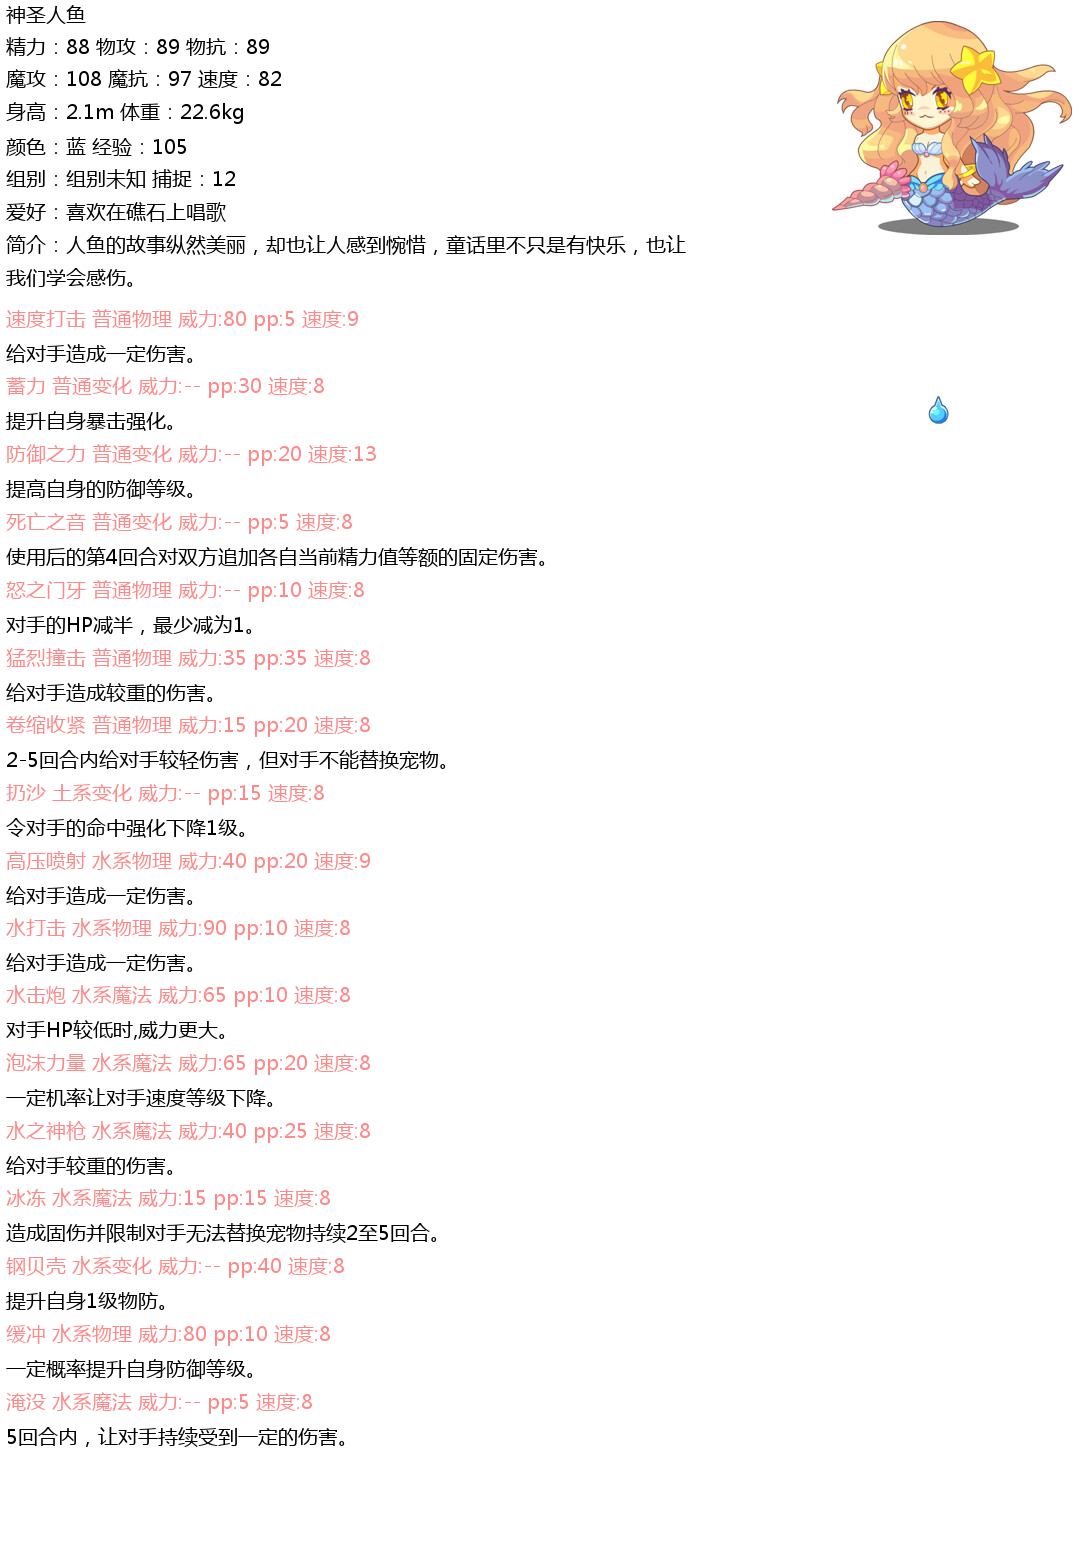 神圣人鱼
精力：88 物攻：89 物抗：89
魔攻：108 魔抗：97 速度：82
身高：2.1m 体重：22.6kg
颜色：蓝 经验：105
组别：组别未知 捕捉：12
爱好：喜欢在礁石上唱歌
简介：人鱼的故事纵然美丽，却也让人感到惋惜，童话里不只是有快乐，也让
我们学会感伤。
速度打击 普通物理 威力:80 pp:5 速度:9
给对手造成一定伤害。
蓄力 普通变化 威力:-- pp:30 速度:8
提升自身暴击强化。
防御之力 普通变化 威力:-- pp:20 速度:13
提高自身的防御等级。
死亡之音 普通变化 威力:-- pp:5 速度:8
使用后的第4回合对双方追加各自当前精力值等额的固定伤害。
怒之门牙 普通物理 威力:-- pp:10 速度:8
对手的HP减半，最少减为1。
猛烈撞击 普通物理 威力:35 pp:35 速度:8
给对手造成较重的伤害。
卷缩收紧 普通物理 威力:15 pp:20 速度:8
2-5回合内给对手较轻伤害，但对手不能替换宠物。
扔沙 土系变化 威力:-- pp:15 速度:8
令对手的命中强化下降1级。
高压喷射 水系物理 威力:40 pp:20 速度:9
给对手造成一定伤害。
水打击 水系物理 威力:90 pp:10 速度:8
给对手造成一定伤害。
水击炮 水系魔法 威力:65 pp:10 速度:8
对手HP较低时,威力更大。
泡沫力量 水系魔法 威力:65 pp:20 速度:8
一定机率让对手速度等级下降。
水之神枪 水系魔法 威力:40 pp:25 速度:8
给对手较重的伤害。
冰冻 水系魔法 威力:15 pp:15 速度:8
造成固伤并限制对手无法替换宠物持续2至5回合。
钢贝壳 水系变化 威力:-- pp:40 速度:8
提升自身1级物防。
缓冲 水系物理 威力:80 pp:10 速度:8
一定概率提升自身防御等级。
淹没 水系魔法 威力:-- pp:5 速度:8
5回合内，让对手持续受到一定的伤害。